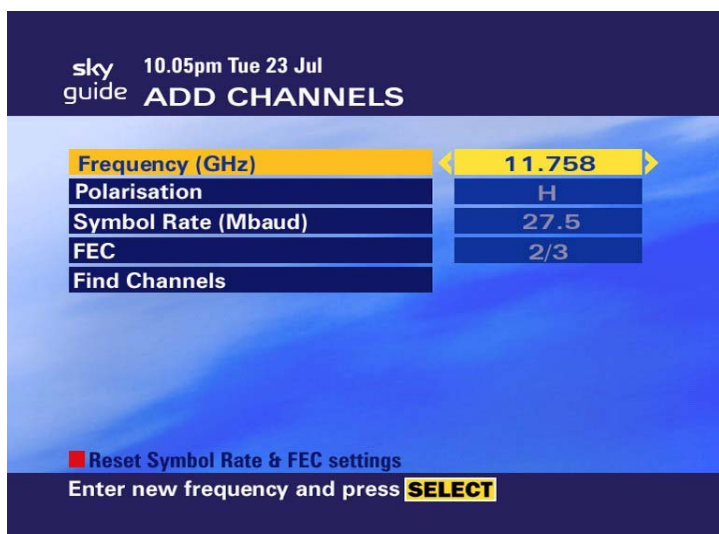 sky 10.05pm Tue 23 Jul
guide ADD CHANNELS
Frequency (GHz) 11.758
Polarisation H
Symbol Rate (Mbaud) 27.5
FEC 2/3
Find Channels
Reset Symbol Rate & FEC settings
Enter new frequency and press SELECT